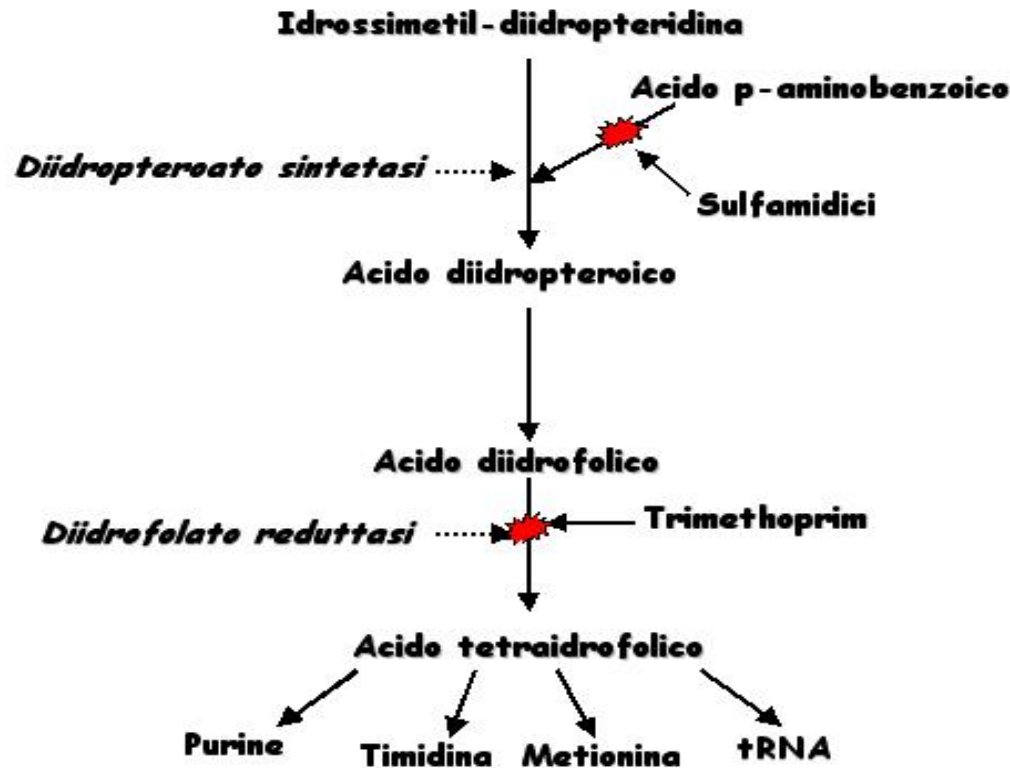 Idrossimetil-diidropteridina
Acido p-aminobenzoico
Diidropteroato sintetasi
Sulfamidici
Acido diidropteroico
Acido diidrofolico
Trimethoprim
Diidrofolato reduttasi
Acido tetraidrofolico
Purine
Timidina
Metionina
tRNA